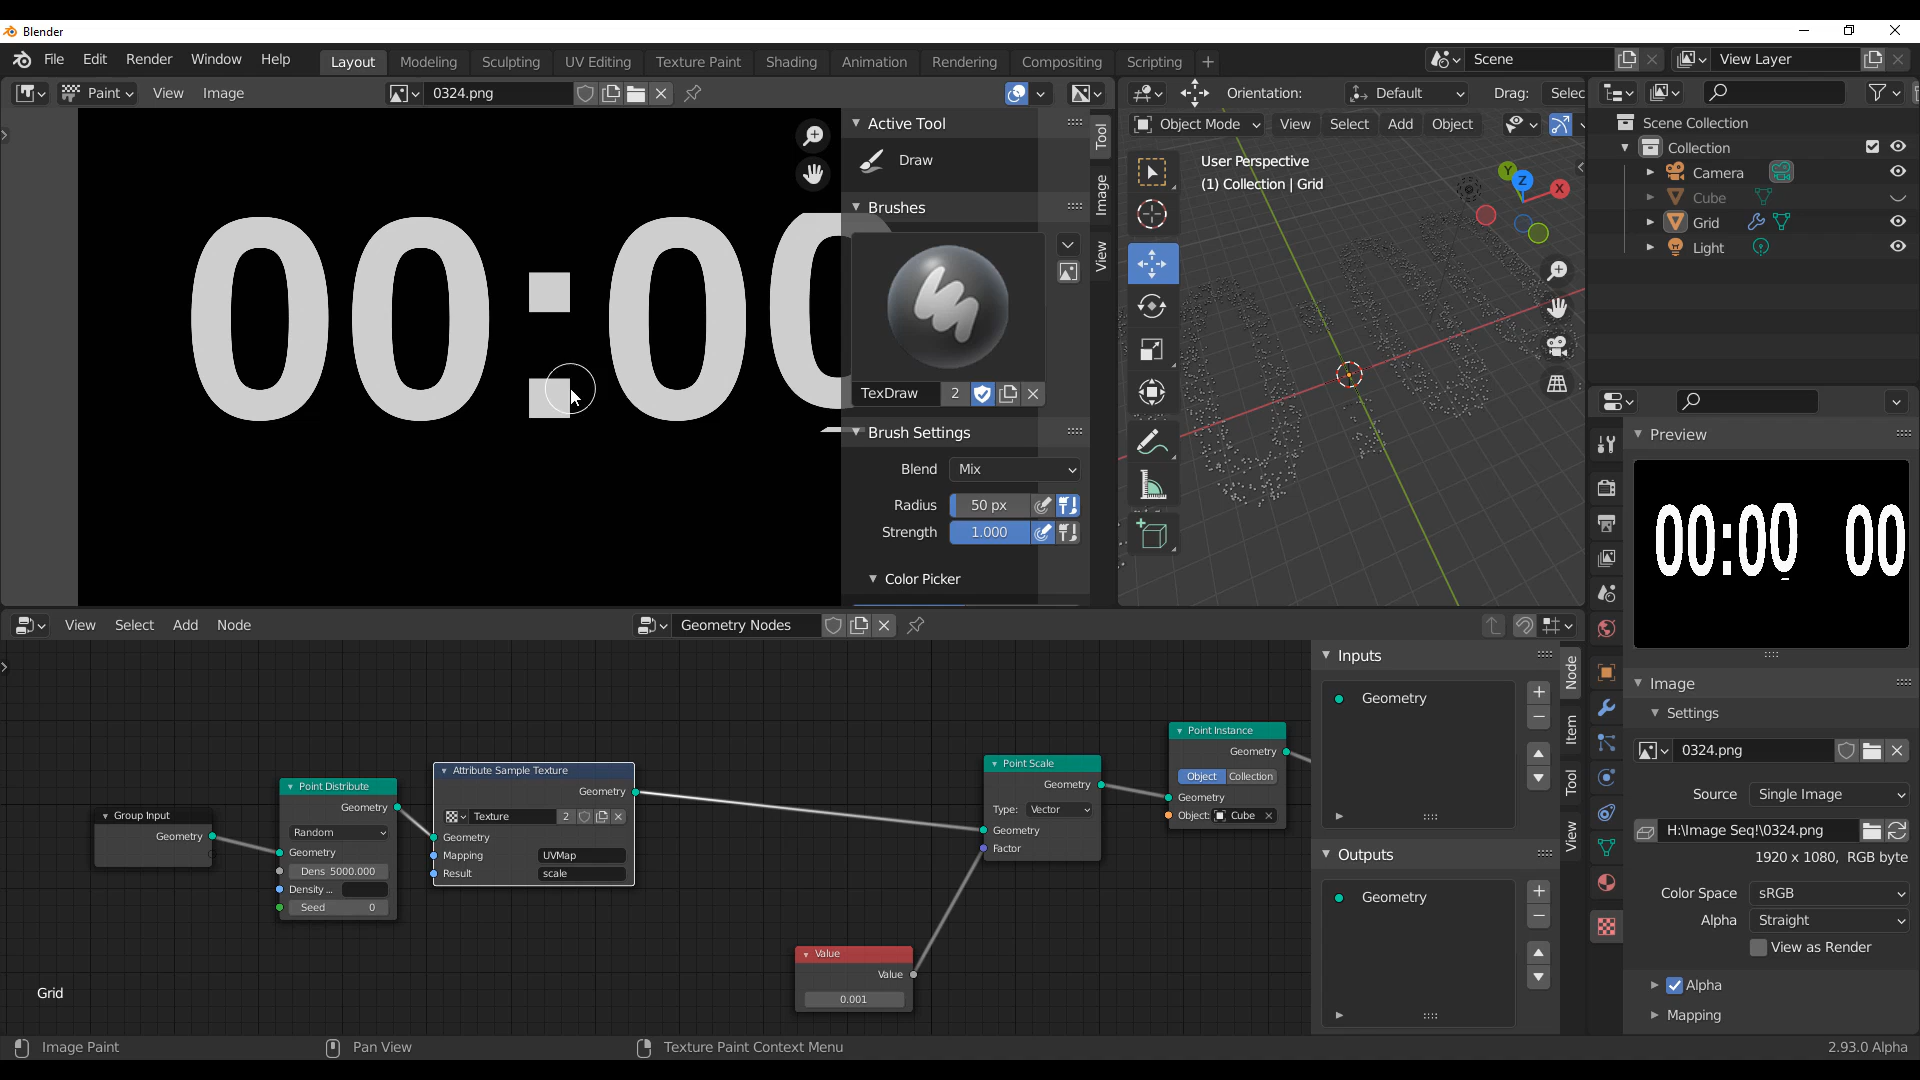 Blender
File Edit Render Window Help Layout Modeling Sculpting UV Editing Texture Paint Shading Animation Rendering Compositing Scripting + Scene View Layer
Paint View Image 0324.png
Orientation: Default Drag: Selec
Object Mode View Select Add Object
00:00
Active Tool
Draw
Brushes
TexDraw 2
Brush Settings
Blend Mix
Radius 50 px
Strength 1.000
Color Picker
Tool
Image
View
User Perspective
(1) Collection | Grid
Y
Z
X
Scene Collection
Collection
Camera
Cube
Grid
Light
Preview
00:00 00
Image
Settings
0324.png
Source Single Image
H:\Image Seq!\0324.png
1920 x 1080, RGB byte
Color Space sRGB
Alpha Straight
View as Render
Alpha
Mapping
View Select Add Node Geometry Nodes
Group Input
Geometry
Point Distribute
Geometry
Random
Geometry
Dens 5000.000
Density ...
Seed 0
Attribute Sample Texture
Geometry
Texture 2
Geometry
Mapping UVMap
Result scale
Value
Value
0.001
Point Scale
Geometry
Type: Vector
Geometry
Factor
Point Instance
Geometry
Object Collection
Geometry
Object: Cube
Inputs
Geometry
Outputs
Geometry
Node
Item
Tool
View
Grid
Image Paint Pan View Texture Paint Context Menu 2.93.0 Alpha